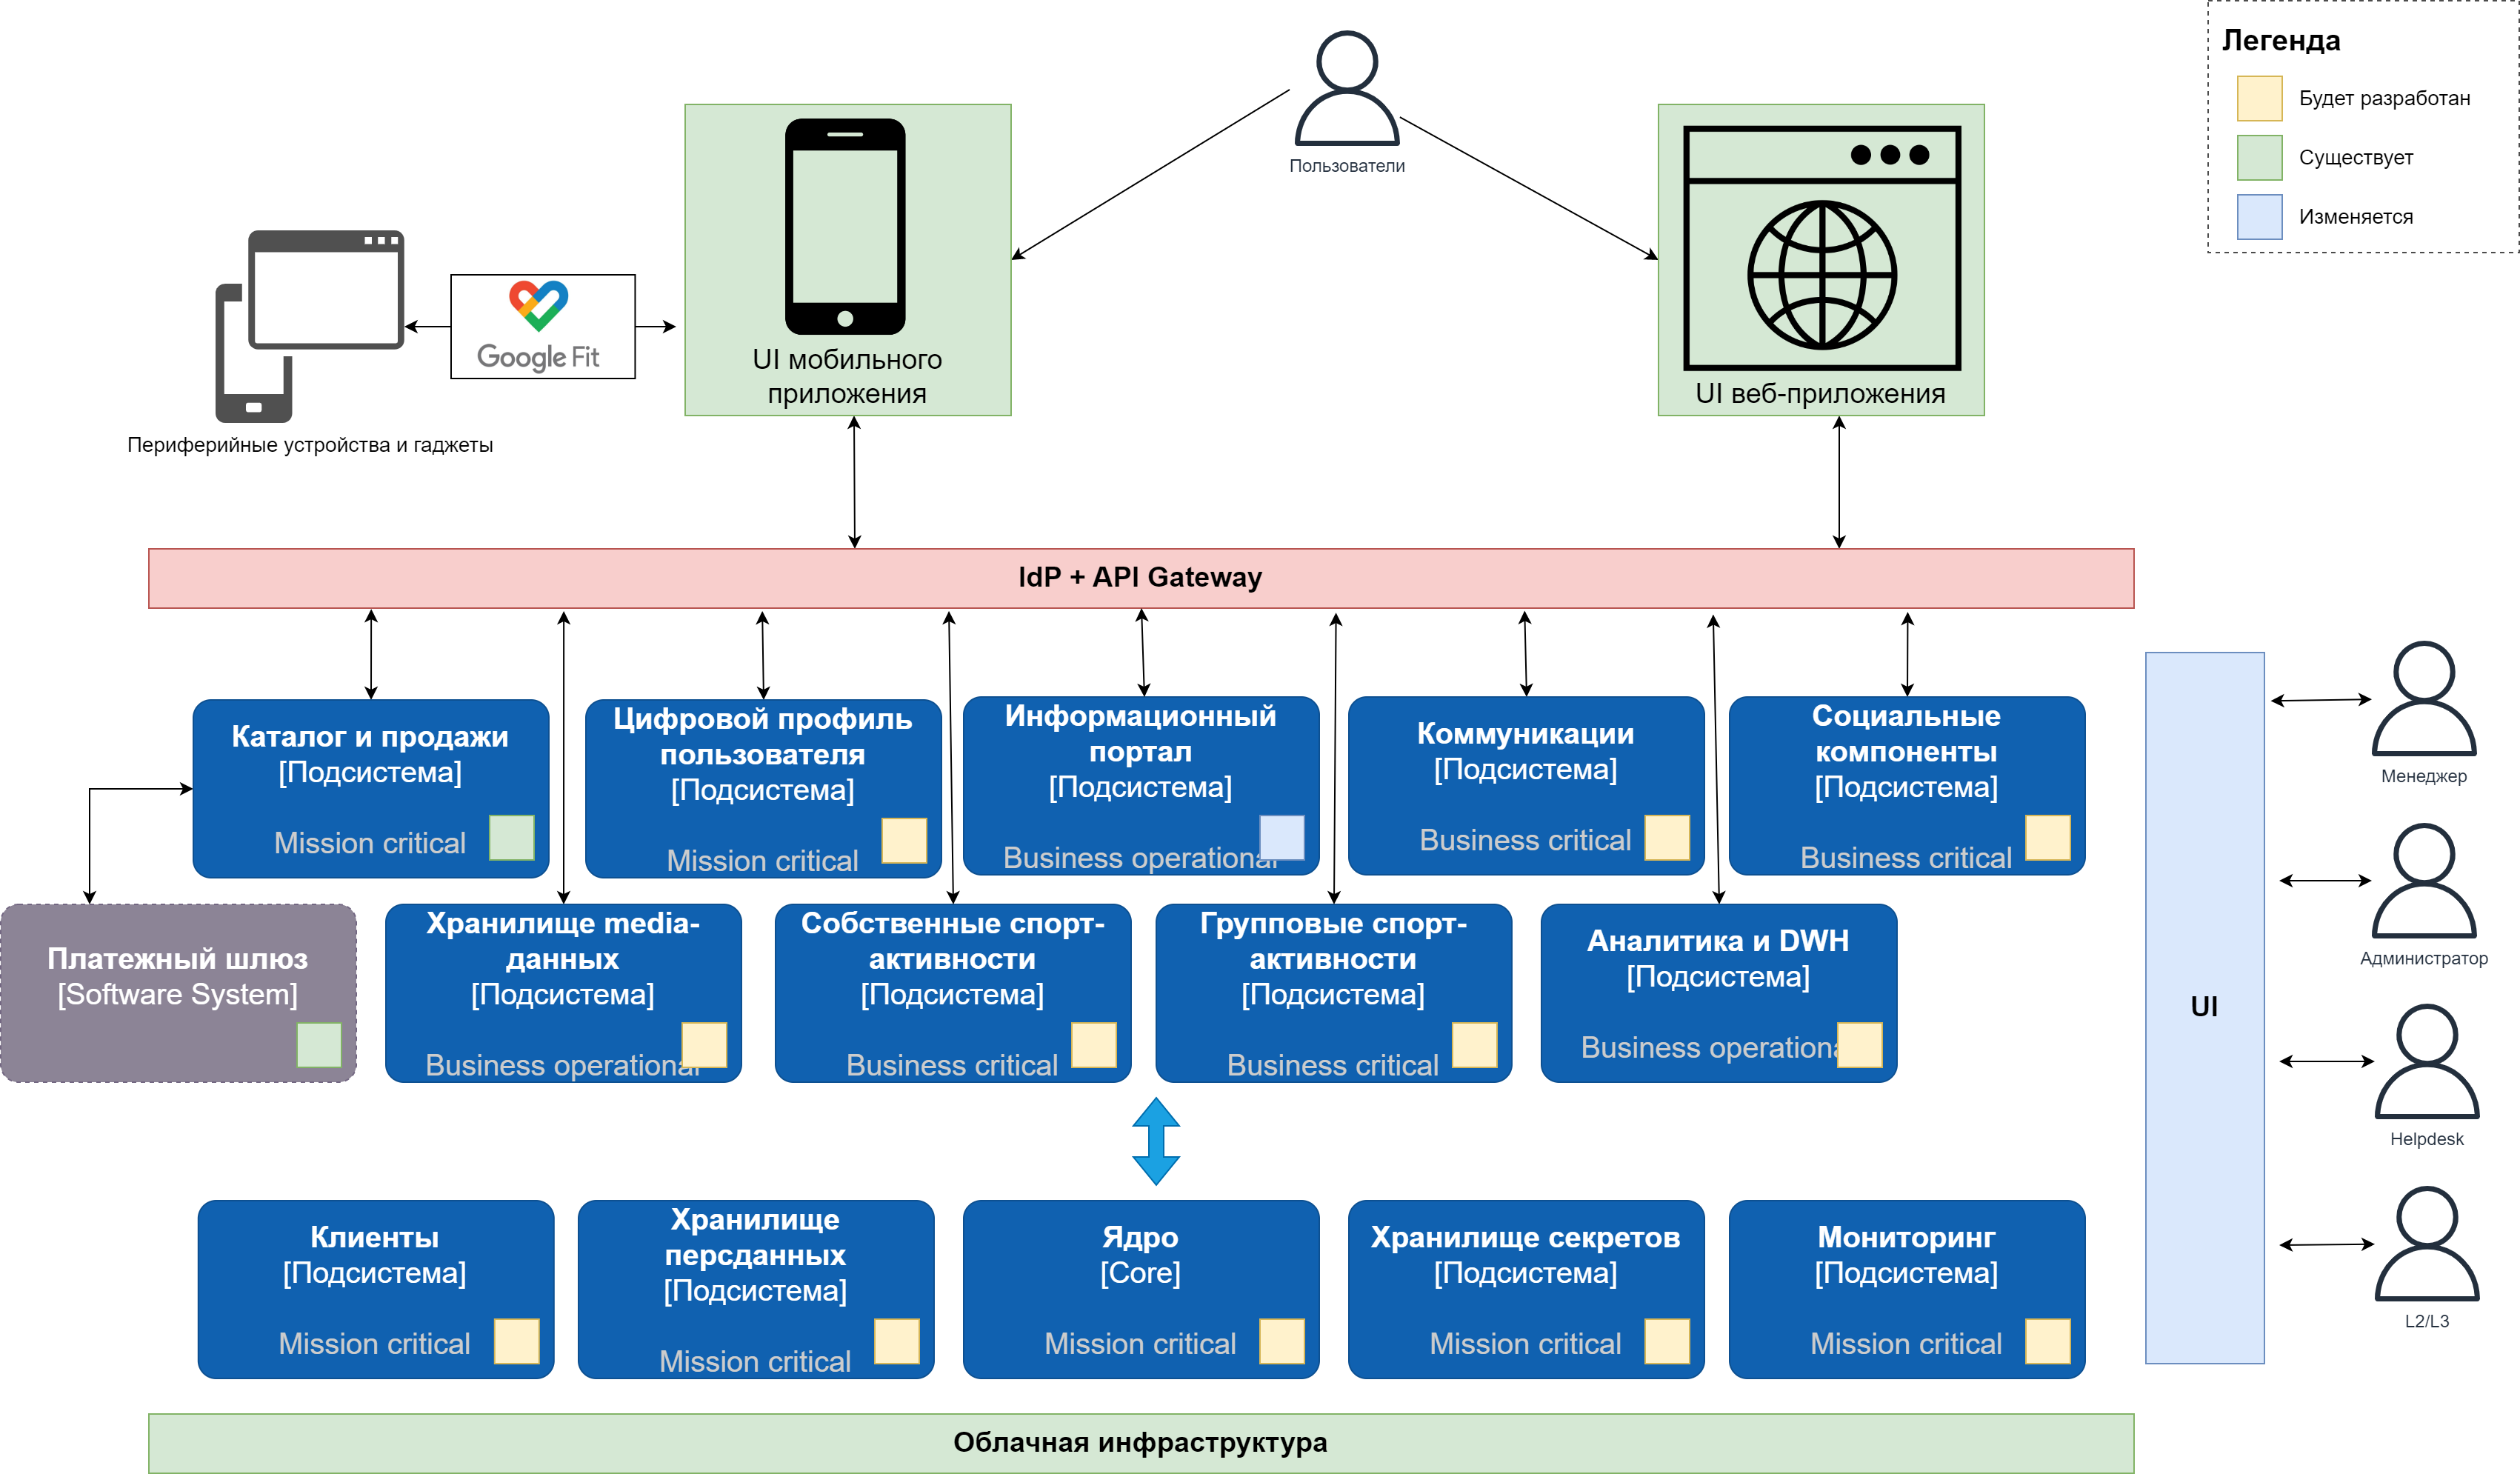 Легенда
Будет разработан
Существует
Изменяется
Пользователи
Google Fit
UI мобильного
приложения
UI веб-приложения
Периферийные устройства и гаджеты
IdP + API Gateway
Каталог и продажи
[Подсистема]
Mission critical
Цифровой профиль
пользователя
[Подсистема]
Mission critical
Информационный
портал
[Подсистема]
Business operational
Коммуникации
[Подсистема]
Business critical
Социальные
компоненты
[Подсистема]
Business critical
Менеджер
Платежный шлюз
[Software System]
Хранилище media-
данных
[Подсистема]
Business operational
Собственные спорт-
активности
[Подсистема]
Business critical
Групповые спорт-
активности
[Подсистема]
Business critical
Аналитика и DWH
[Подсистема]
Business operational
UI
Администратор
Helpdesk
L2/L3
Клиенты
[Подсистема]
Mission critical
Хранилище
персданных
[Подсистема]
Mission critical
Ядро
[Core]
Mission critical
Хранилище секретов
[Подсистема]
Mission critical
Мониторинг
[Подсистема]
Mission critical
Облачная инфраструктура